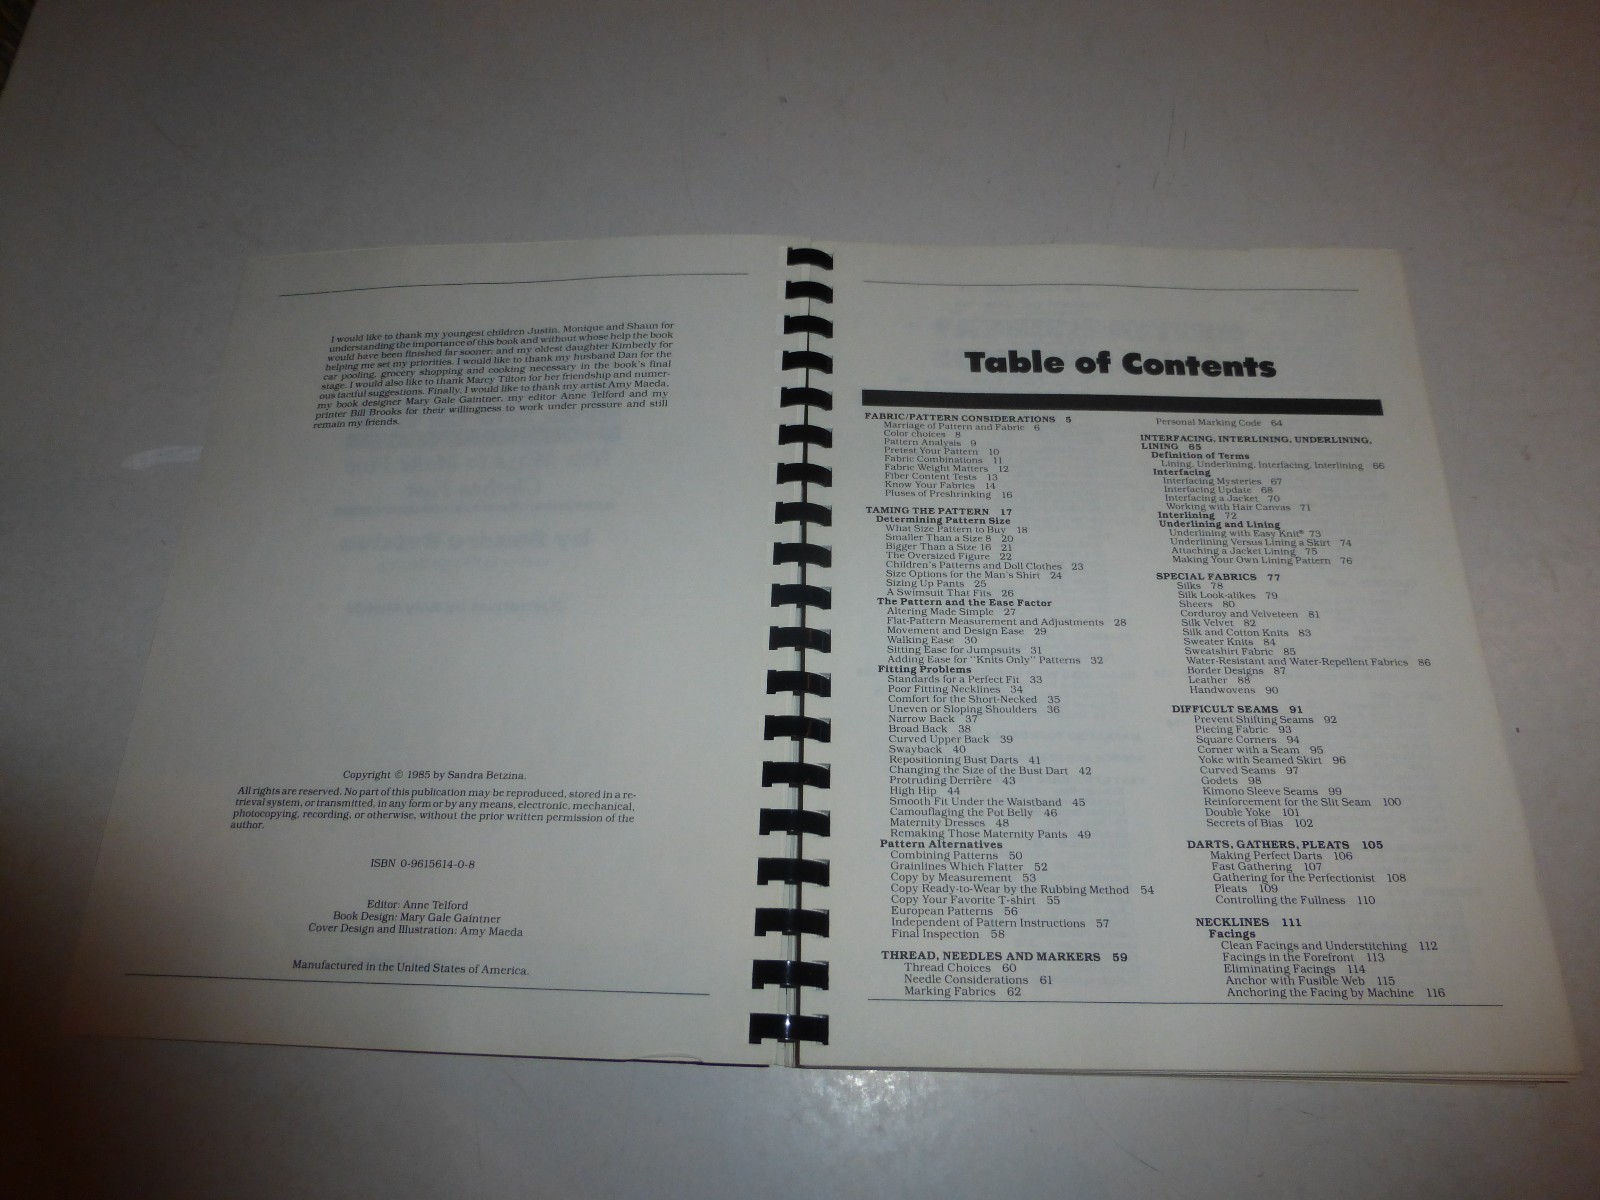 I would like to thank my youngest children Justin, Monique and Shaun for
understanding the importance of this book and without whose help the book
would have been finished far sooner; and my oldest daughter Kimberly for
helping me set my priorities. I would like to thank my husband Dan for the
car pooling, grocery shopping and cooking necessary in the book's final
stage. I would also like to thank Marcy Tilton for her friendship and numer-
ous tactful suggestions. Finally, I would like to thank my artist Amy Maeda,
my book designer Mary Gale Gaintner, my editor Anne Telford and my
printer Bill Brooks for their willingness to work under pressure and still
remain my friends.
Copyright © 1985 by Sandra Betzina.
All rights are reserved. No part of this publication may be reproduced, stored in a re-
trieval system, or transmitted, in any form or by any means, electronic, mechanical,
photocopying, recording, or otherwise, without the prior written permission of the
author.
ISBN 0-9615614-0-8
Editor: Anne Telford
Book Design: Mary Gale Gaintner
Cover Design and Illustration: Amy Maeda
Manufactured in the United States of America.
Table of Contents
FABRIC/PATTERN CONSIDERATIONS 5
Marriage of Pattern and Fabric 6
Color choices 8
Pattern Analysis 9
Pretest Your Pattern 10
Fabric Combinations 11
Fabric Weight Matters 12
Fiber Content Tests 13
Know Your Fabrics 14
Pluses of Preshrinking 16
TAMING THE PATTERN 17
Determining Pattern Size
What Size Pattern to Buy 18
Smaller Than a Size 8 20
Bigger Than a Size 16 21
The Oversized Figure 22
Children's Patterns and Doll Clothes 23
Size Options for the Man's Shirt 24
Sizing Up Pants 25
A Swimsuit That Fits 26
The Pattern and the Ease Factor
Altering Made Simple 27
Flat-Pattern Measurement and Adjustments 28
Movement and Design Ease 29
Walking Ease 30
Sitting Ease for Jumpsuits 31
Adding Ease for "Knits Only" Patterns 32
Fitting Problems
Standards for a Perfect Fit 33
Poor Fitting Necklines 34
Comfort for the Short-Necked 35
Uneven or Sloping Shoulders 36
Narrow Back 37
Broad Back 38
Curved Upper Back 39
Swayback 40
Repositioning Bust Darts 41
Changing the Size of the Bust Dart 42
Protruding Derrière 43
High Hip 44
Smooth Fit Under the Waistband 45
Camouflaging the Pot Belly 46
Maternity Dresses 48
Remaking Those Maternity Pants 49
Pattern Alternatives
Combining Patterns 50
Grainlines Which Flatter 52
Copy by Measurement 53
Copy Ready-to-Wear by the Rubbing Method 54
Copy Your Favorite T-shirt 55
European Patterns 56
Independent of Pattern Instructions 57
Final Inspection 58
THREAD, NEEDLES AND MARKERS 59
Thread Choices 60
Needle Considerations 61
Marking Fabrics 62
Personal Marking Code 64
INTERFACING, INTERLINING, UNDERLINING,
LINING 65
Definition of Terms
Lining, Underlining, Interfacing, Interlining 66
Interfacing
Interfacing Mysteries 67
Interfacing Update 68
Interfacing a Jacket 70
Working with Hair Canvas 71
Interlining 72
Underlining and Lining
Underlining with Easy Knit® 73
Underlining Versus Lining a Skirt 74
Attaching a Jacket Lining 75
Making Your Own Lining Pattern 76
SPECIAL FABRICS 77
Silks 78
Silk Look-alikes 79
Sheers 80
Corduroy and Velveteen 81
Silk Velvet 82
Silk and Cotton Knits 83
Sweater Knits 84
Sweatshirt Fabric 85
Water-Resistant and Water-Repellent Fabrics 86
Border Designs 87
Leather 88
Handwovens 90
DIFFICULT SEAMS 91
Prevent Shifting Seams 92
Piecing Fabric 93
Square Corners 94
Corner with a Seam 95
Yoke with Seamed Skirt 96
Curved Seams 97
Godets 98
Kimono Sleeve Seams 99
Reinforcement for the Slit Seam 100
Double Yoke 101
Secrets of Bias 102
DARTS, GATHERS, PLEATS 105
Making Perfect Darts 106
Fast Gathering 107
Gathering for the Perfectionist 108
Pleats 109
Controlling the Fullness 110
NECKLINES 111
Facings
Clean Facings and Understitching 112
Facings in the Forefront 113
Eliminating Facings 114
Anchor with Fusible Web 115
Anchoring the Facing by Machine 116